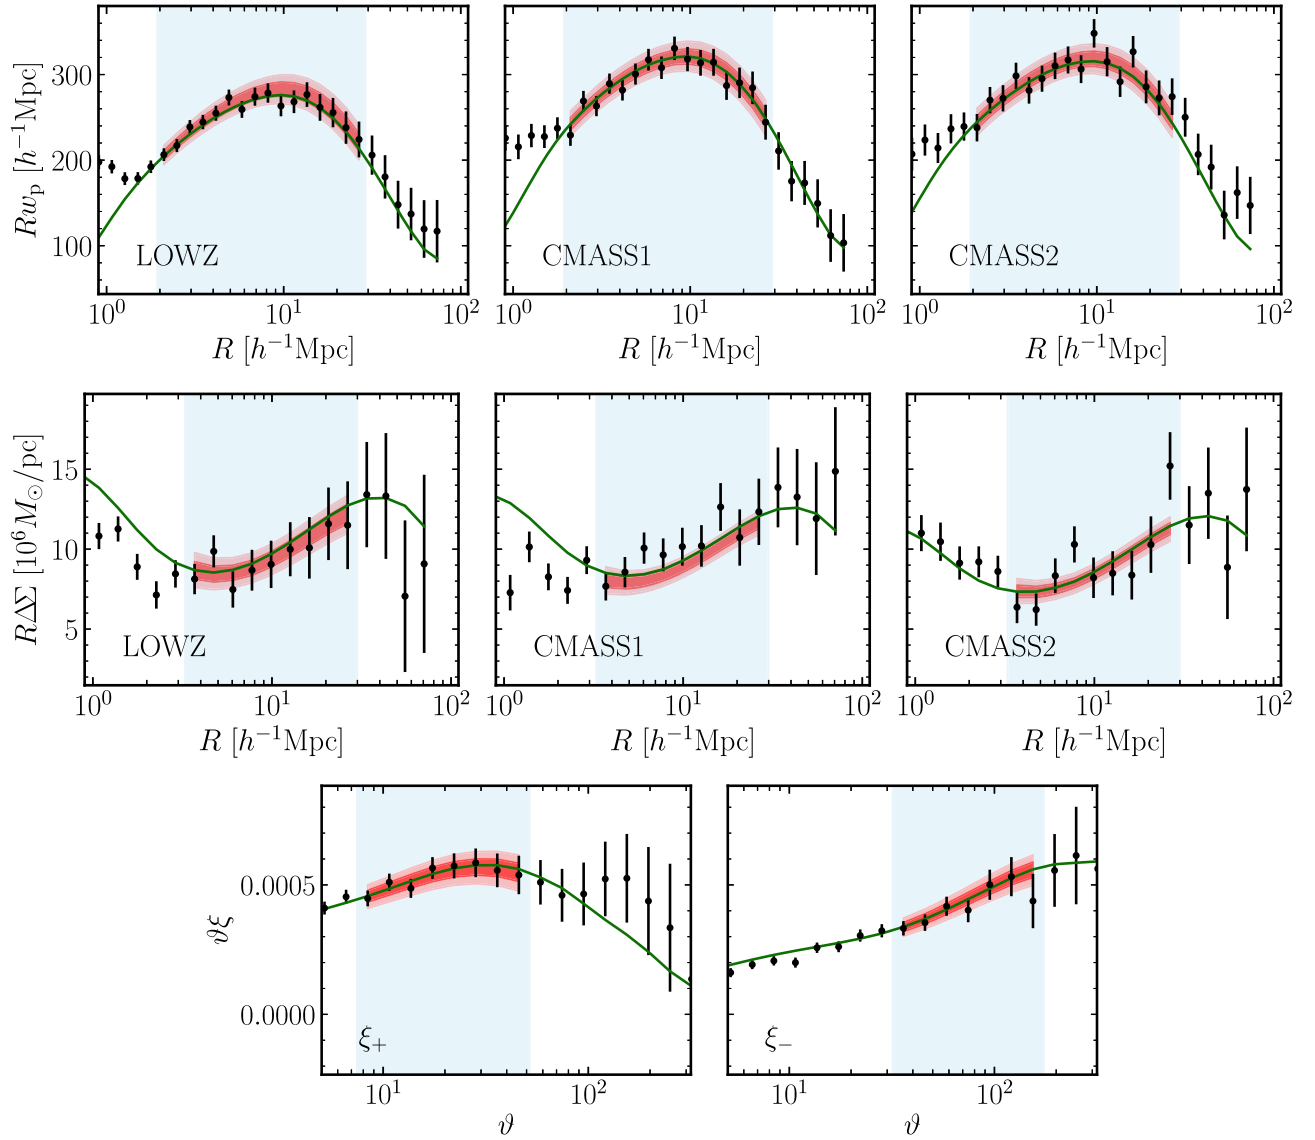 300
200
100
Rw_p [h^{-1}Mpc]
LOWZ
CMASS1
CMASS2
10^0 10^1 10^2
10^0 10^1 10^2
10^0 10^1 10^2
R [h^{-1}Mpc]
R [h^{-1}Mpc]
R [h^{-1}Mpc]
15
10
5
RΔΣ [10^6 M_⊙/pc]
LOWZ
CMASS1
CMASS2
10^0 10^1 10^2
10^0 10^1 10^2
10^0 10^1 10^2
R [h^{-1}Mpc]
R [h^{-1}Mpc]
R [h^{-1}Mpc]
0.0005
0.0000
ϑξ
ξ_+
ξ_−
10^1 10^2
10^1 10^2
ϑ
ϑ